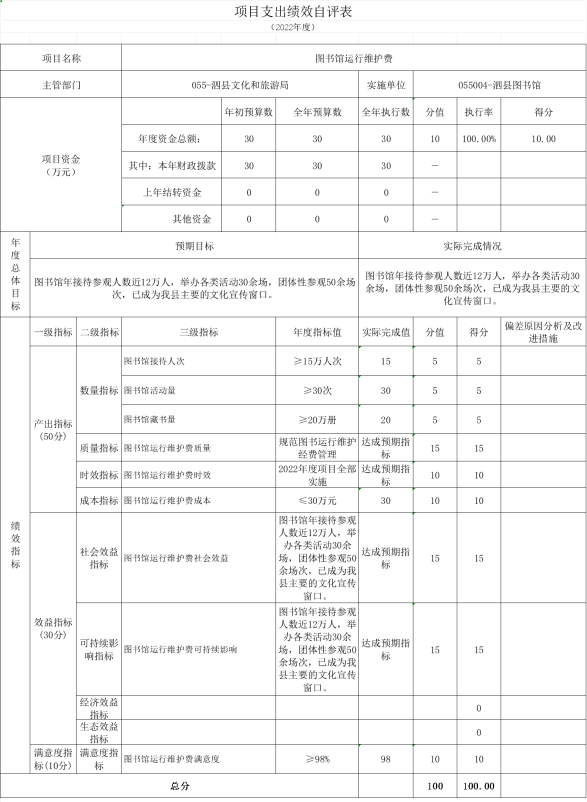 项目支出绩效自评表
（2022年度）
项目名称 图书馆运行维护费
主管部门 055-泗县文化和旅游局 实施单位 055004-泗县图书馆
项目资金
（万元）
年初预算数 全年预算数 全年执行数 分值 执行率 得分
年度资金总额： 30 30 30 10 100.00% 10.00
其中：本年财政拨款 30 30 30 －
上年结转资金 0 0 0 －
其他资金 0 0 0 －
年度总体目标
预期目标 实际完成情况
图书馆年接待参观人数近12万人，举办各类活动30余场，团体性参观50余场
次，已成为我县主要的文化宣传窗口。
图书馆年接待参观人数近12万人，举办各类活动30
余场，团体性参观50余场次，已成为我县主要的文
化宣传窗口。
绩效指标
一级指标 二级指标 三级指标 年度指标值 实际完成值 分值 得分 偏差原因分析及改
进措施
产出指标
(50分)
数量指标 图书馆接待人次 ≥15万人次 15 5 5
图书馆活动量 ≥30次 30 5 5
图书馆藏书量 ≥20万册 20 5 5
质量指标 图书馆运行维护费质量 规范图书运行维护
经费管理 达成预期指
标 15 15
时效指标 图书馆运行维护费时效 2022年度项目全部
实施 达成预期指
标 10 10
成本指标 图书馆运行维护费成本 ≤30万元 30 10 10
效益指标
(30分)
社会效益
指标
图书馆运行维护费社会效益
图书馆年接待参观
人数近12万人，举
办各类活动30余
场，团体性参观50
余场次，已成为我
县主要的文化宣传
窗口。
达成预期指
标
15 15
可持续影
响指标
图书馆运行维护费可持续影响
图书馆年接待参观
人数近12万人，举
办各类活动30余
场，团体性参观50
余场次，已成为我
县主要的文化宣传
窗口。
达成预期指
标
15 15
经济效益
指标 0
生态效益
指标 0
满意度指
标(10分) 满意度指
标 图书馆运行维护费满意度 ≥98% 98 10 10
总分 100 100.00